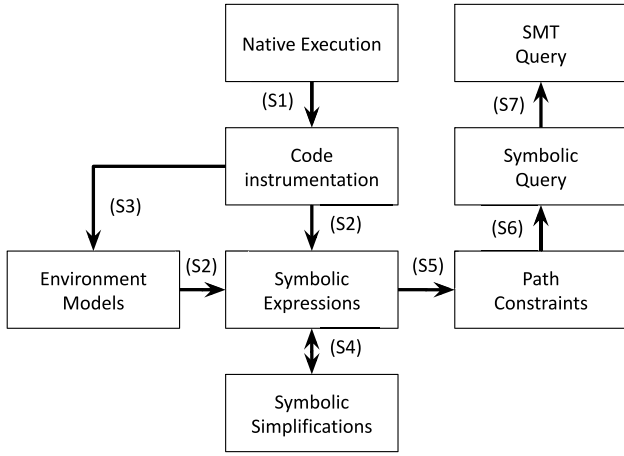 Native Execution
SMT
Query
(S1)
(S7)
Code
instrumentation
Symbolic
Query
(S3)
(S2)
(S6)
Environment
Models
(S2)
Symbolic
Expressions
(S5)
Path
Constraints
(S4)
Symbolic
Simplifications